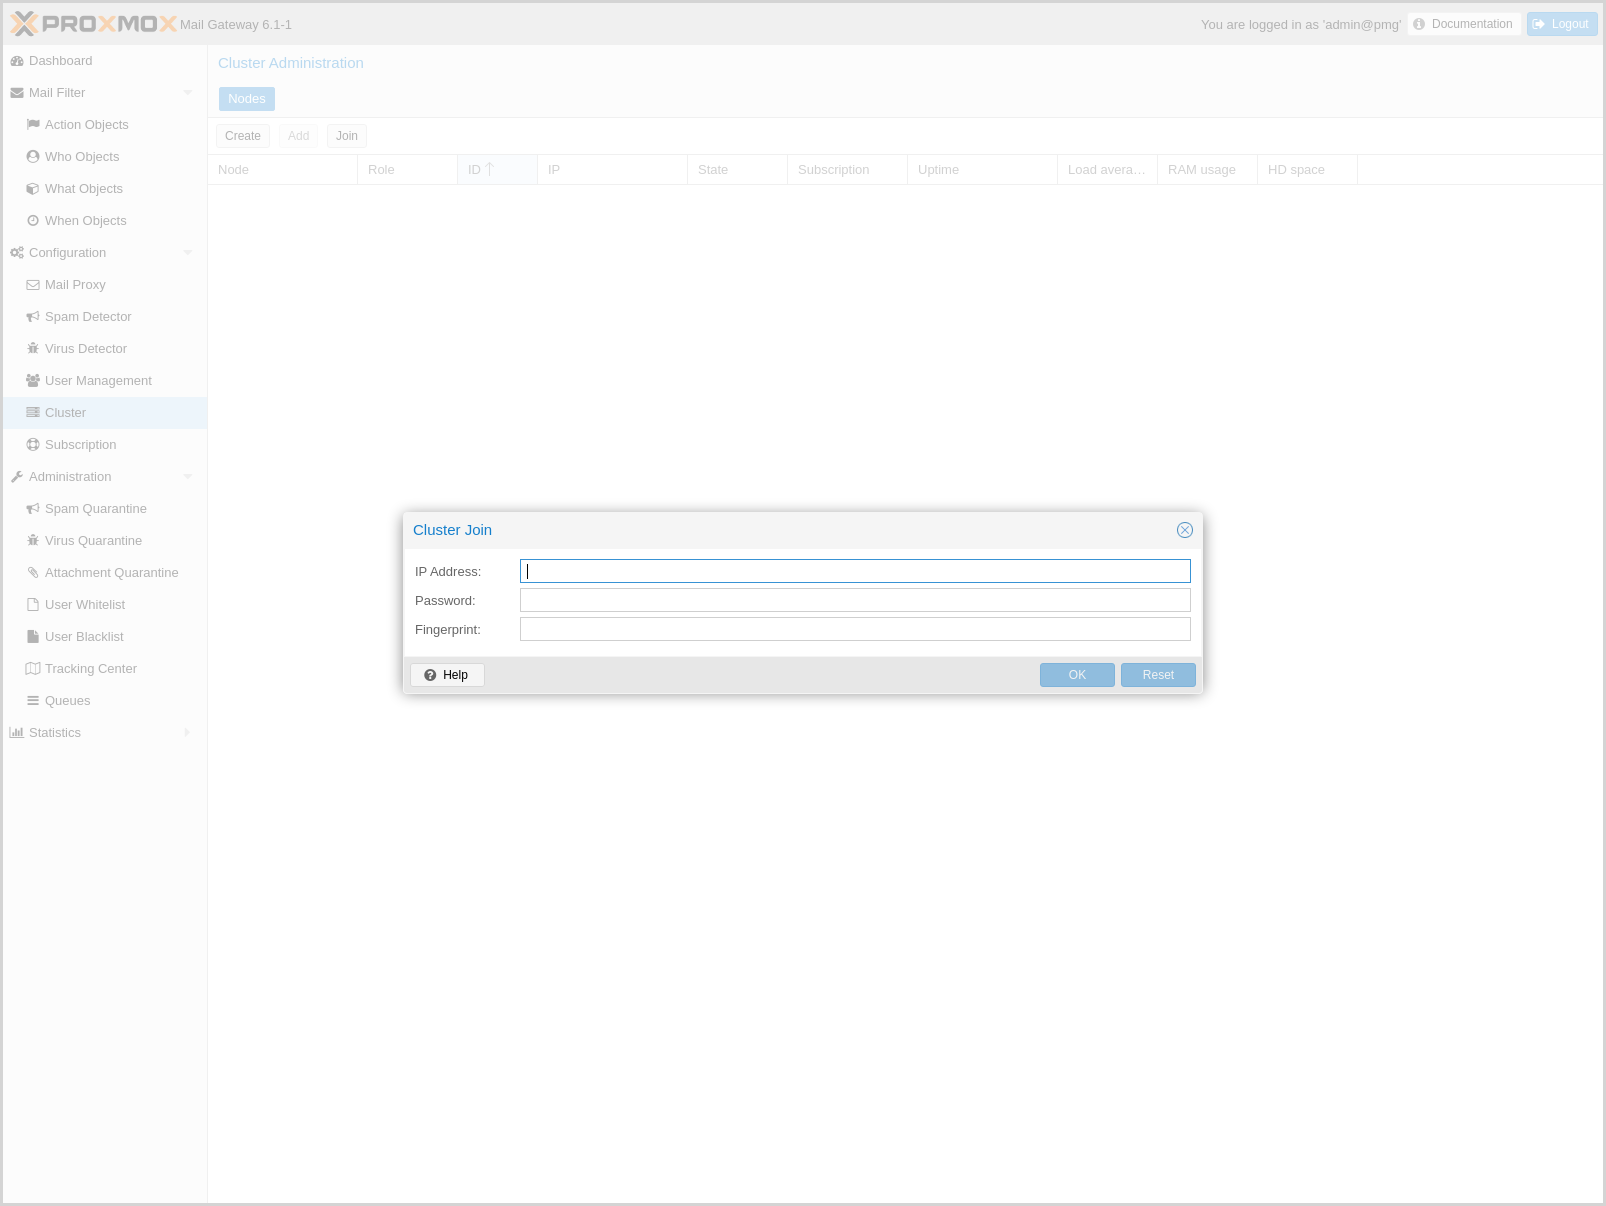 PROXMOX Mail Gateway 6.1-1 You are logged in as 'admin@pmg' Documentation Logout
Dashboard
Mail Filter
Action Objects
Who Objects
What Objects
When Objects
Configuration
Mail Proxy
Spam Detector
Virus Detector
User Management
Cluster
Subscription
Administration
Spam Quarantine
Virus Quarantine
Attachment Quarantine
User Whitelist
User Blacklist
Tracking Center
Queues
Statistics
Cluster Administration
Nodes
Create Add Join
Node Role ID IP State Subscription Uptime Load avera… RAM usage HD space
Cluster Join
IP Address:
Password:
Fingerprint:
Help OK Reset